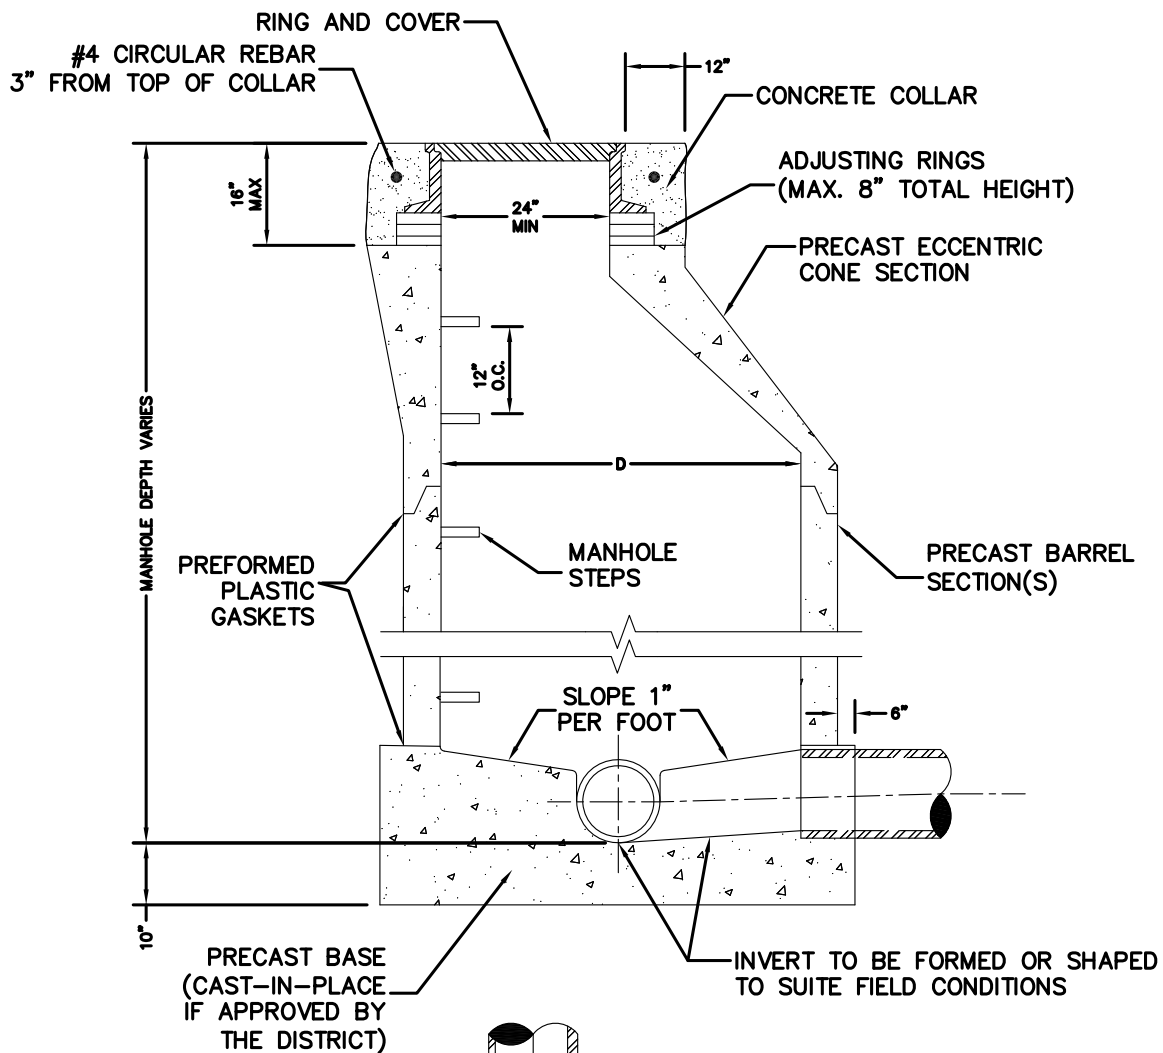 RING AND COVER
#4 CIRCULAR REBAR
3" FROM TOP OF COLLAR
12"
CONCRETE COLLAR
ADJUSTING RINGS
(MAX. 8" TOTAL HEIGHT)
16"
MAX
24"
MIN
PRECAST ECCENTRIC
CONE SECTION
12"
O.C.
MANHOLE DEPTH VARIES
D
PREFORMED
PLASTIC
GASKETS
MANHOLE
STEPS
PRECAST BARREL
SECTION(S)
SLOPE 1"
PER FOOT
6"
10"
PRECAST BASE
(CAST-IN-PLACE
IF APPROVED BY
THE DISTRICT)
INVERT TO BE FORMED OR SHAPED
TO SUITE FIELD CONDITIONS